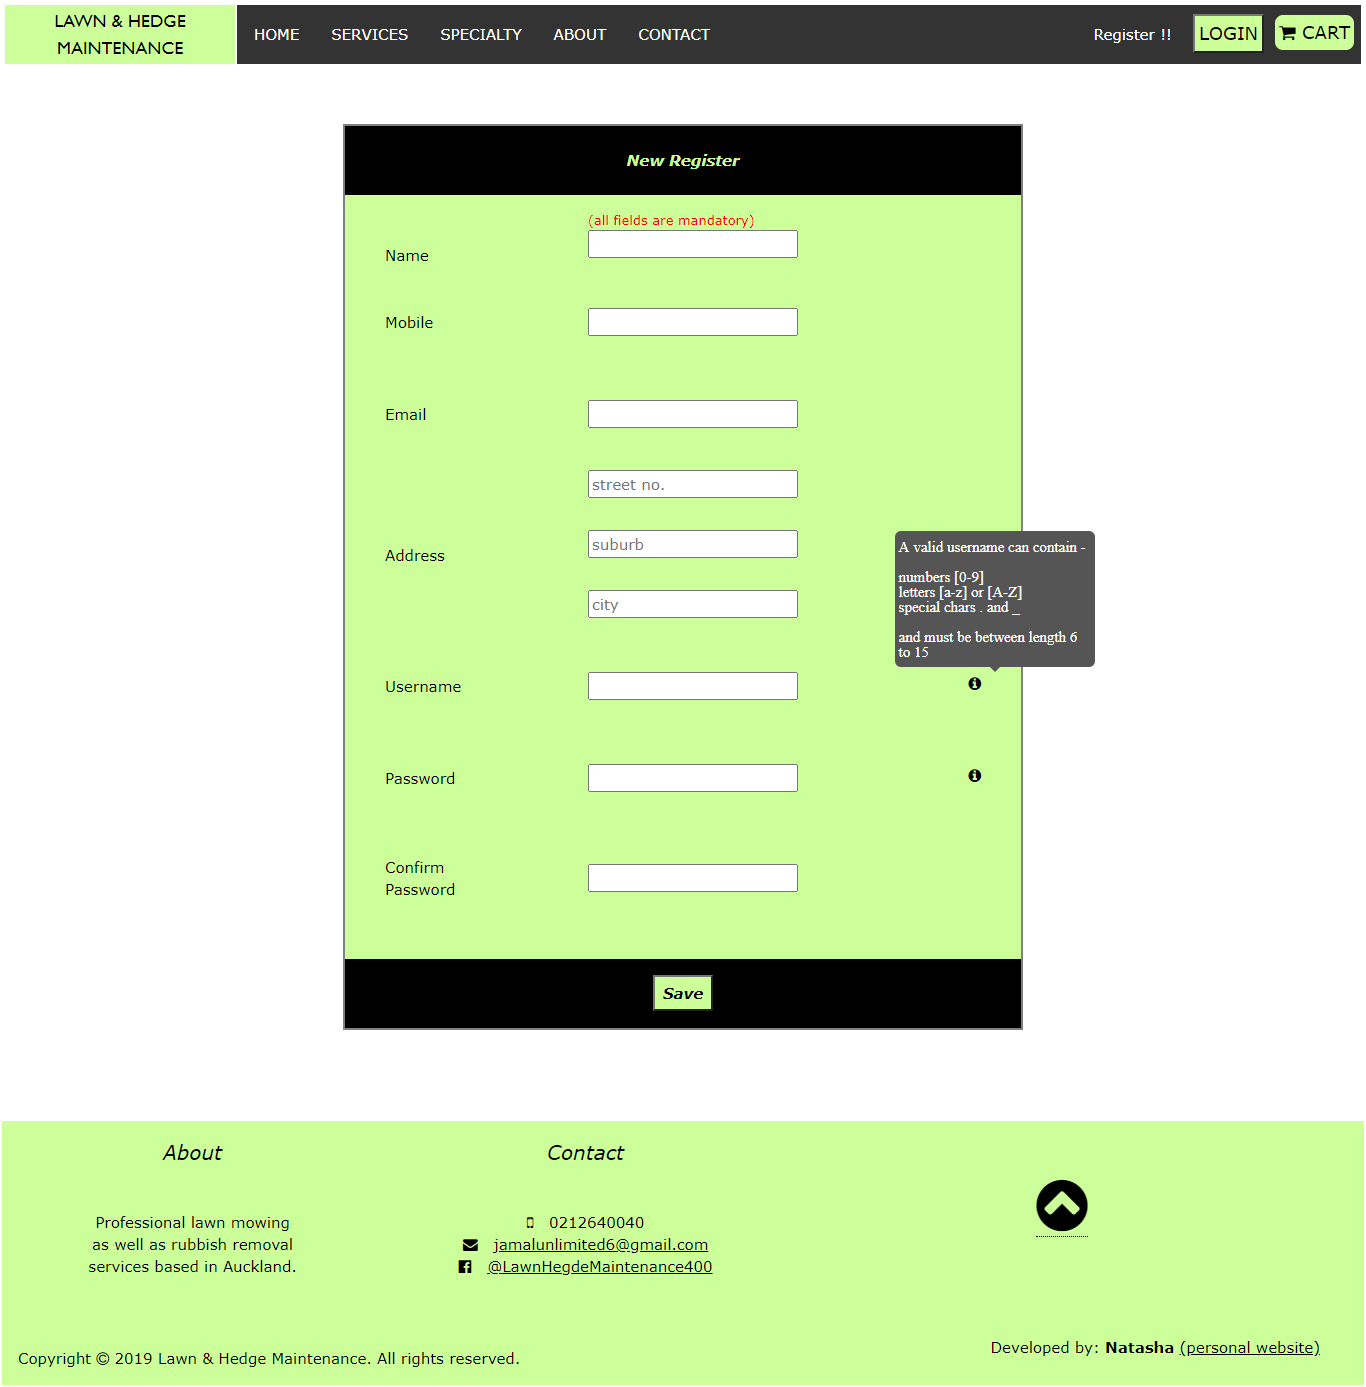 LAWN & HEDGE
MAINTENANCE
HOME SERVICES SPECIALTY ABOUT CONTACT Register !! LOGIN CART
New Register
(all fields are mandatory)
Name
Mobile
Email
street no.
Address
suburb
city
A valid username can contain -
numbers [0-9]
letters [a-z] or [A-Z]
special chars . and _
and must be between length 6
to 15
Username
Password
Confirm
Password
Save
About
Professional lawn mowing
as well as rubbish removal
services based in Auckland.
Contact
0212640040
jamalunlimited6@gmail.com
@LawnHegdeMaintenance400
Developed by: Natasha (personal website)
Copyright © 2019 Lawn & Hedge Maintenance. All rights reserved.